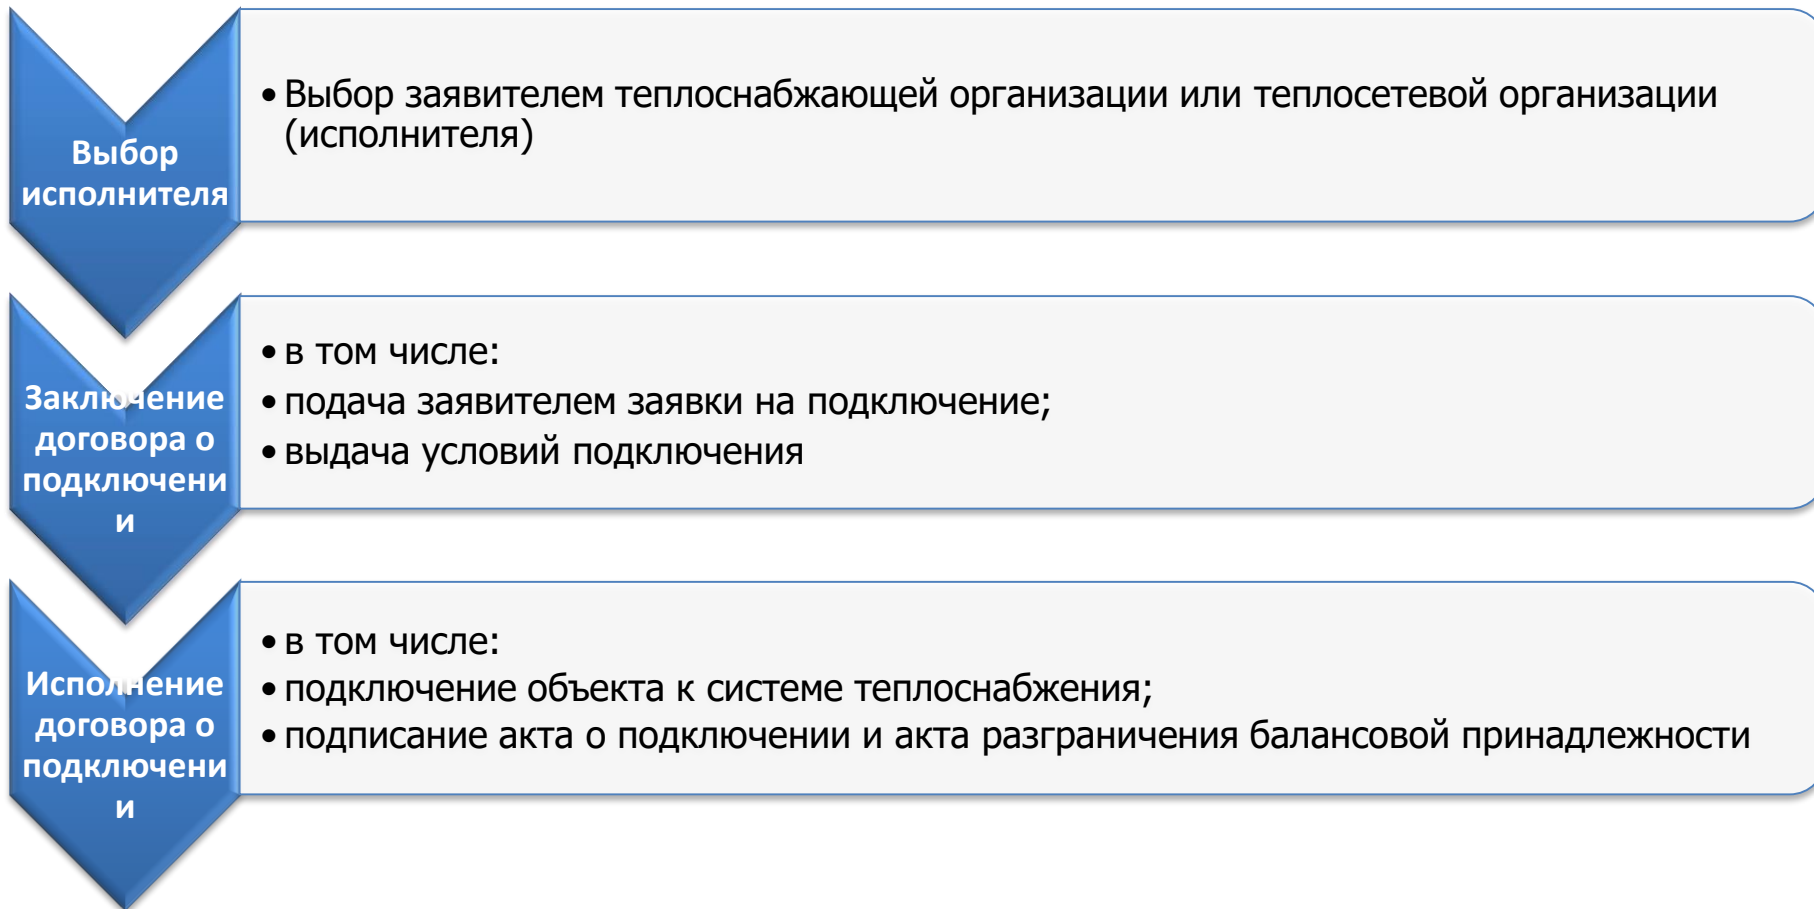 Выбор
исполнителя
• Выбор заявителем теплоснабжающей организации или теплосетевой организации
(исполнителя)
Заключение
договора о
подключени
и
• в том числе:
• подача заявителем заявки на подключение;
• выдача условий подключения
Исполнение
договора о
подключени
и
• в том числе:
• подключение объекта к системе теплоснабжения;
• подписание акта о подключении и акта разграничения балансовой принадлежности